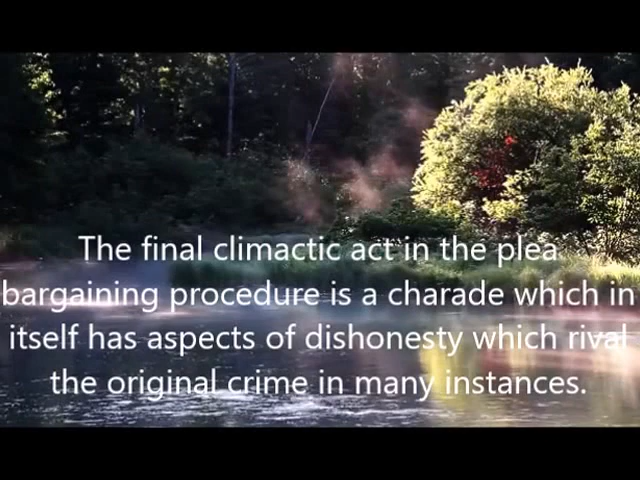 The final climactic act in the plea
bargaining procedure is a charade which in
itself has aspects of dishonesty which rival
the original crime in many instances.